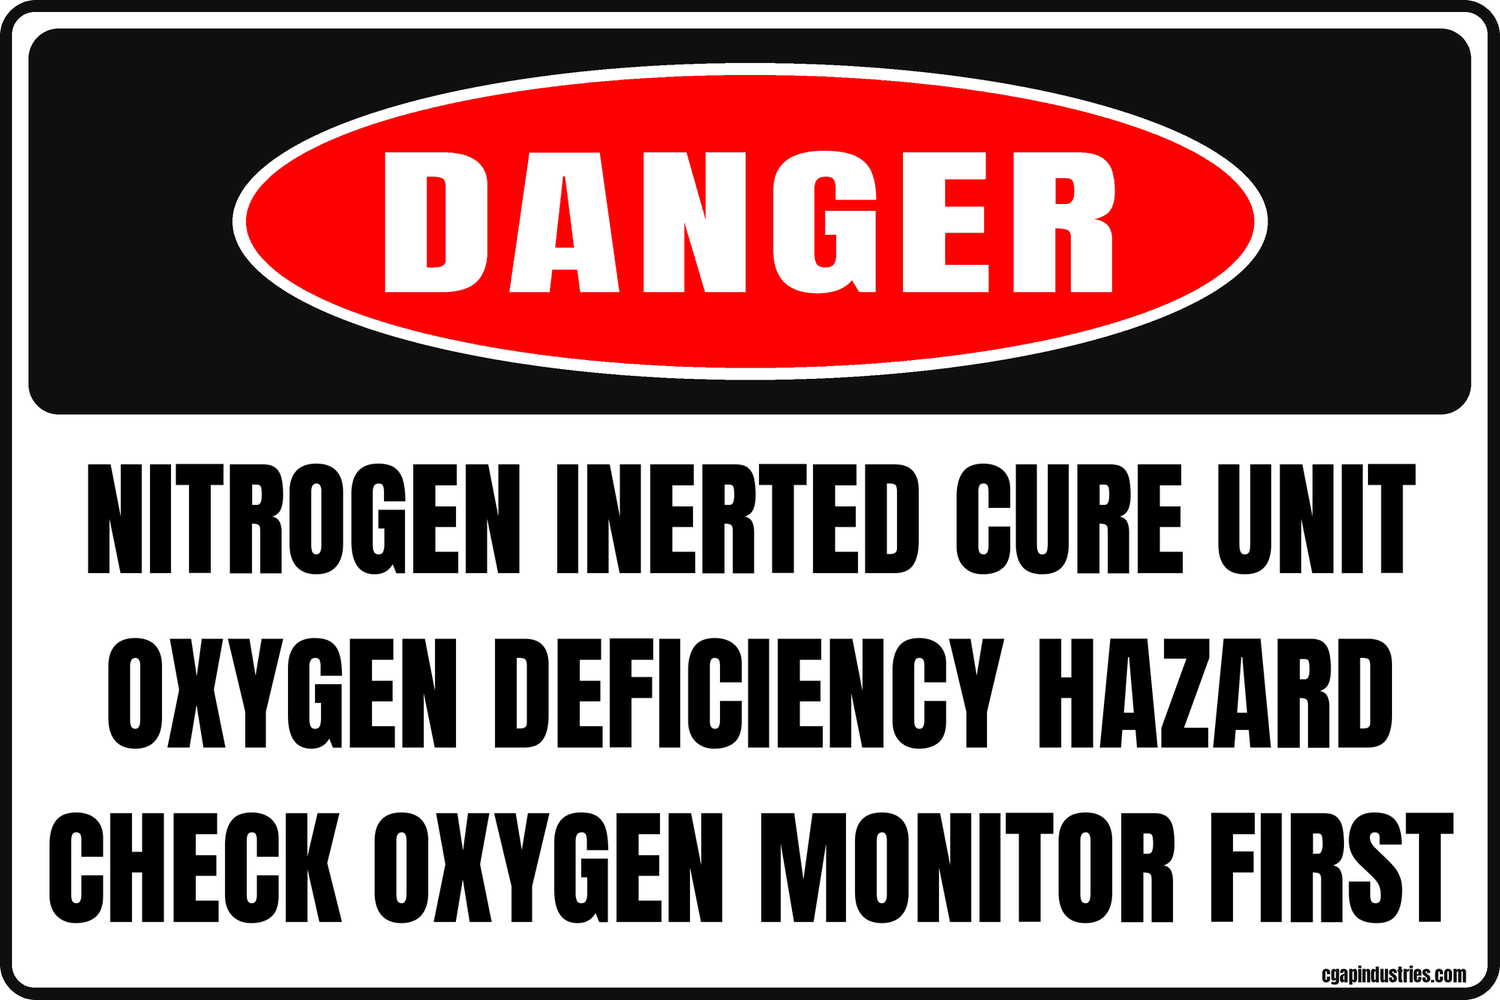 DANGER
NITROGEN INERTED CURE UNIT
OXYGEN DEFICIENCY HAZARD
CHECK OXYGEN MONITOR FIRST
cgapindustries.com